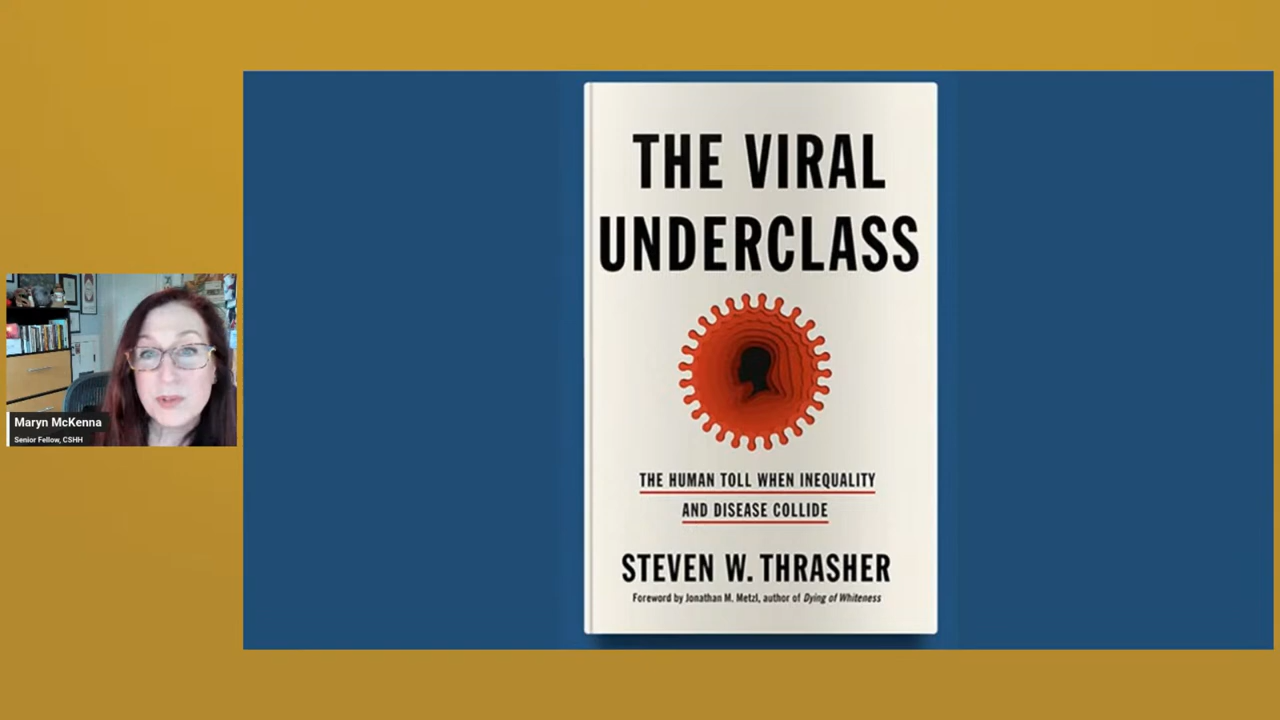 THE VIRAL
UNDERCLASS
THE HUMAN TOLL WHEN INEQUALITY
AND DISEASE COLLIDE
STEVEN W. THRASHER
Foreword by Jonathan M. Metzl, author of Dying of Whiteness
Maryn McKenna
Senior Fellow, CSHH